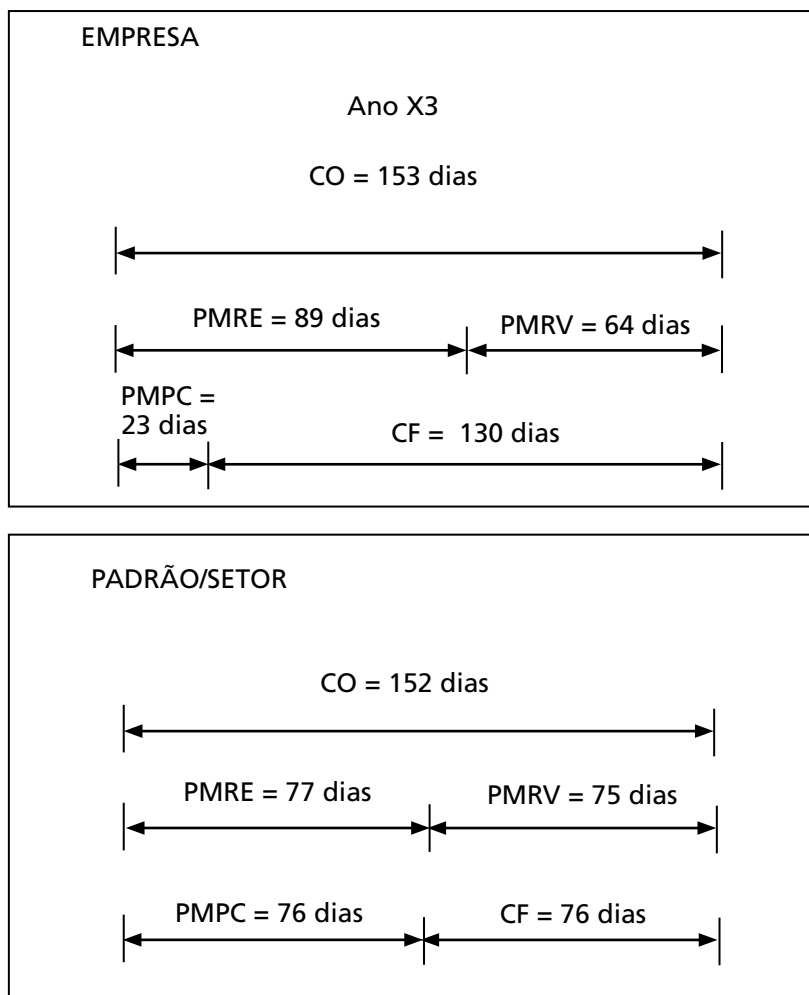 EMPRESA
Ano X3
CO = 153 dias
PMRE = 89 dias
PMRV = 64 dias
PMPC =
23 dias
CF = 130 dias
PADRÃO/SETOR
CO = 152 dias
PMRE = 77 dias
PMRV = 75 dias
PMPC = 76 dias
CF = 76 dias